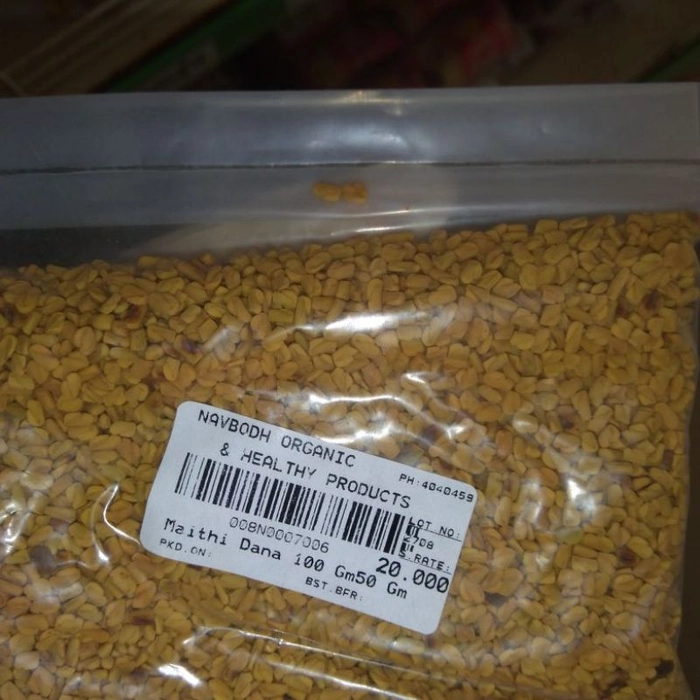 NAVBODH ORGANIC
& HEALTHY PRODUCTS
PH:4040459
LOT NO:
2708
008N0007006
S.RATE:
Maithi Dana 100 Gm50 Gm
20.000
PKD.ON:
BST.BFR: